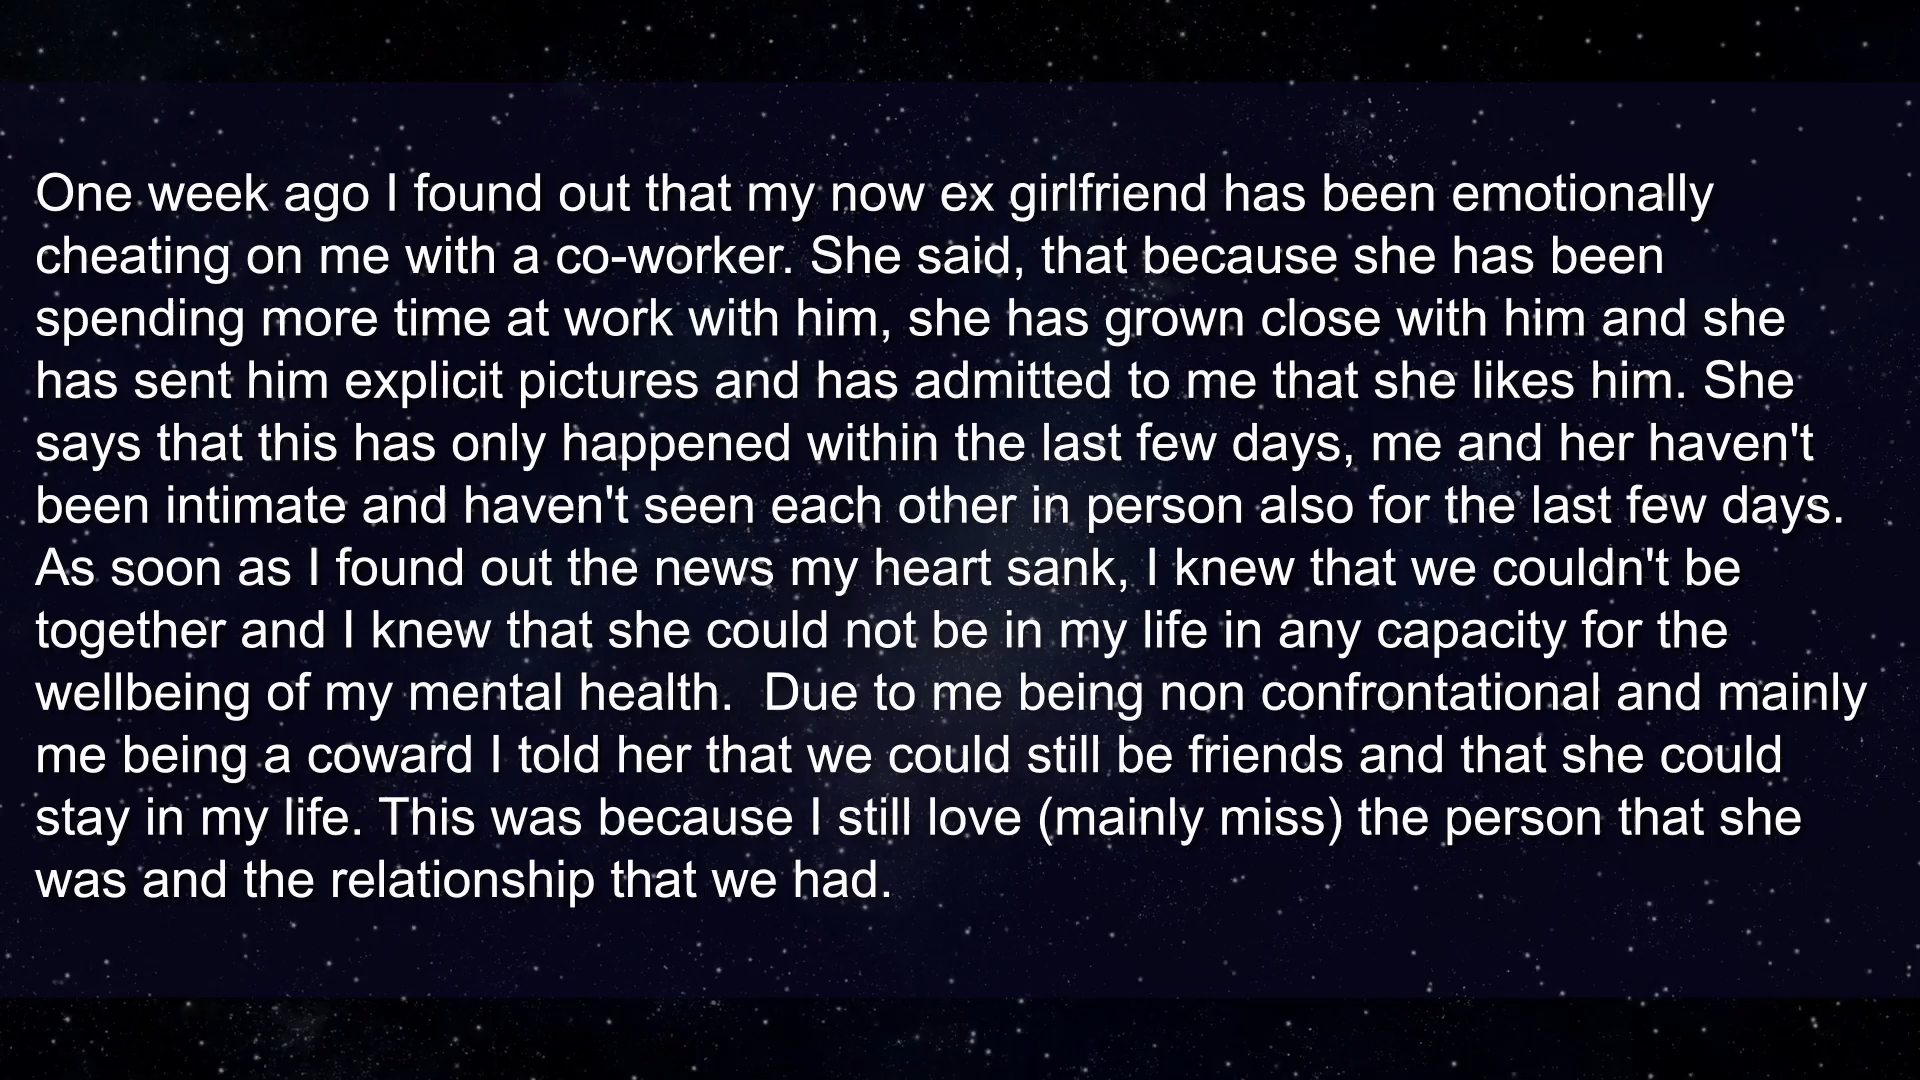 One week ago I found out that my now ex girlfriend has been emotionally
cheating on me with a co-worker. She said, that because she has been
spending more time at work with him, she has grown close with him and she
has sent him explicit pictures and has admitted to me that she likes him. She
says that this has only happened within the last few days, me and her haven't
been intimate and haven't seen each other in person also for the last few days.
As soon as I found out the news my heart sank, I knew that we couldn't be
together and I knew that she could not be in my life in any capacity for the
wellbeing of my mental health.  Due to me being non confrontational and mainly
me being a coward I told her that we could still be friends and that she could
stay in my life. This was because I still love (mainly miss) the person that she
was and the relationship that we had.